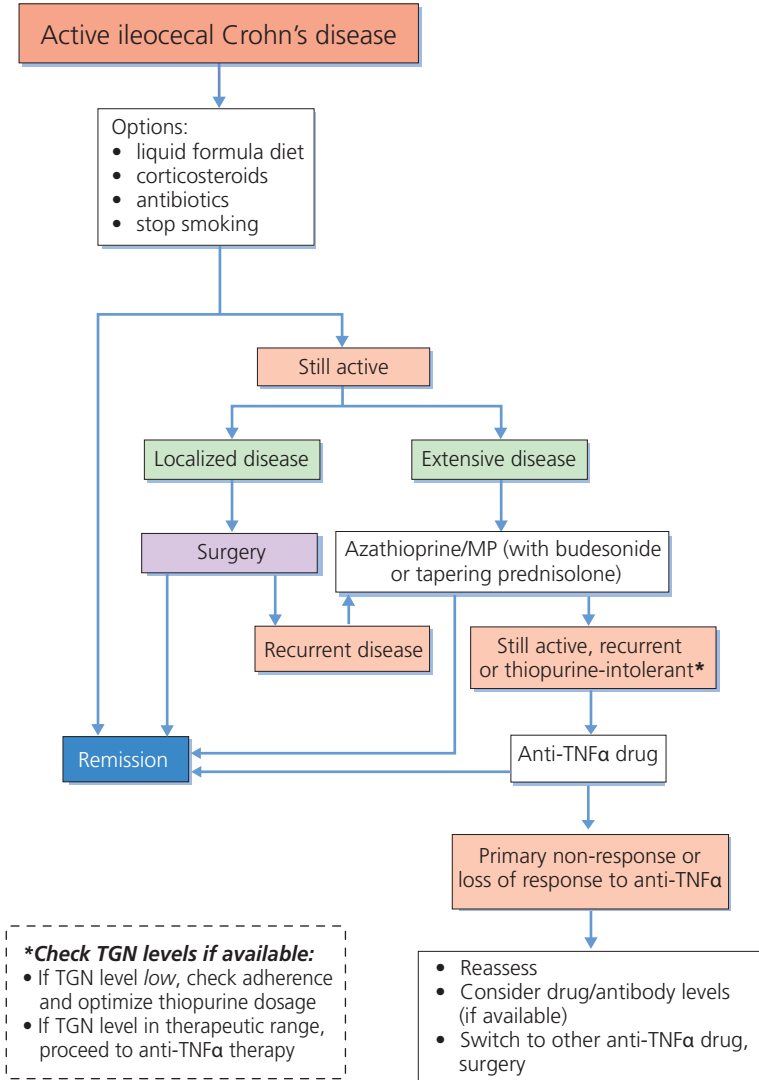 Active ileocecal Crohn's disease
Options:
• liquid formula diet
• corticosteroids
• antibiotics
• stop smoking
Still active
Localized disease
Extensive disease
Surgery
Azathioprine/MP (with budesonide
or tapering prednisolone)
Recurrent disease
Still active, recurrent
or thiopurine-intolerant*
Remission
Anti-TNFα drug
Primary non-response or
loss of response to anti-TNFα
*Check TGN levels if available:
• If TGN level low, check adherence
and optimize thiopurine dosage
• If TGN level in therapeutic range,
proceed to anti-TNFα therapy
• Reassess
• Consider drug/antibody levels
(if available)
• Switch to other anti-TNFα drug,
surgery